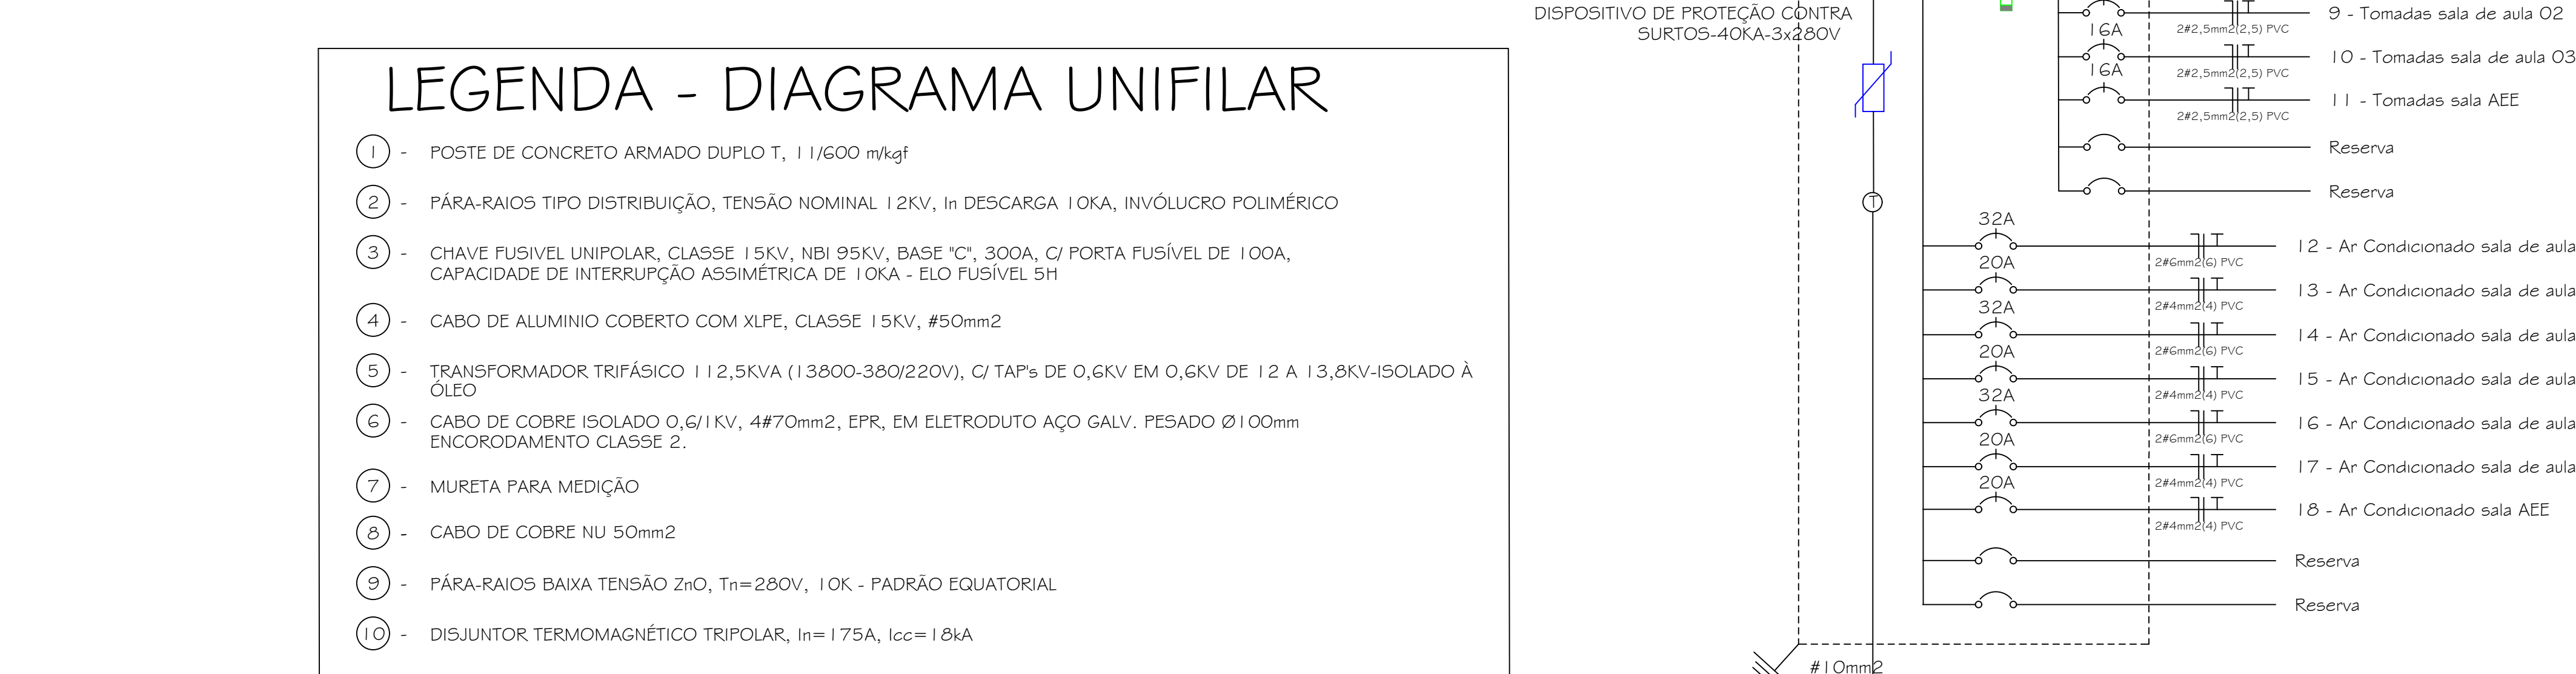 LEGENDA - DIAGRAMA UNIFILAR
1 - POSTE DE CONCRETO ARMADO DUPLO T, 11/600 m/kgf
2 - PÁRA-RAIOS TIPO DISTRIBUIÇÃO, TENSÃO NOMINAL 12KV, In DESCARGA 10KA, INVÓLUCRO POLIMÉRICO
3 - CHAVE FUSIVEL UNIPOLAR, CLASSE 15KV, NBI 95KV, BASE "C", 300A, C/ PORTA FUSÍVEL DE 100A,
CAPACIDADE DE INTERRUPÇÃO ASSIMÉTRICA DE 10KA - ELO FUSÍVEL 5H
4 - CABO DE ALUMINIO COBERTO COM XLPE, CLASSE 15KV, #50mm2
5 - TRANSFORMADOR TRIFÁSICO 112,5KVA (13800-380/220V), C/ TAP's DE 0,6KV EM 0,6KV DE 12 A 13,8KV-ISOLADO À
ÓLEO
6 - CABO DE COBRE ISOLADO 0,6/1KV, 4#70mm2, EPR, EM ELETRODUTO AÇO GALV. PESADO Ø100mm
ENCORODAMENTO CLASSE 2.
7 - MURETA PARA MEDIÇÃO
8 - CABO DE COBRE NU 50mm2
9 - PÁRA-RAIOS BAIXA TENSÃO ZnO, Tn=280V, 10K - PADRÃO EQUATORIAL
10 - DISJUNTOR TERMOMAGNÉTICO TRIPOLAR, In=175A, Icc=18kA
DISPOSITIVO DE PROTEÇÃO CONTRA
SURTOS-40KA-3x280V
T
#10mm2
9 - Tomadas sala de aula 02
2#2,5mm2(2,5) PVC
16A
10 - Tomadas sala de aula 03
2#2,5mm2(2,5) PVC
16A
11 - Tomadas sala AEE
2#2,5mm2(2,5) PVC
Reserva
Reserva
32A
12 - Ar Condicionado sala de aula
2#6mm2(6) PVC
20A
13 - Ar Condicionado sala de aula
2#4mm2(4) PVC
32A
14 - Ar Condicionado sala de aula
2#6mm2(6) PVC
20A
15 - Ar Condicionado sala de aula
2#4mm2(4) PVC
32A
16 - Ar Condicionado sala de aula
2#6mm2(6) PVC
20A
17 - Ar Condicionado sala de aula
2#4mm2(4) PVC
20A
18 - Ar Condicionado sala AEE
2#4mm2(4) PVC
Reserva
Reserva